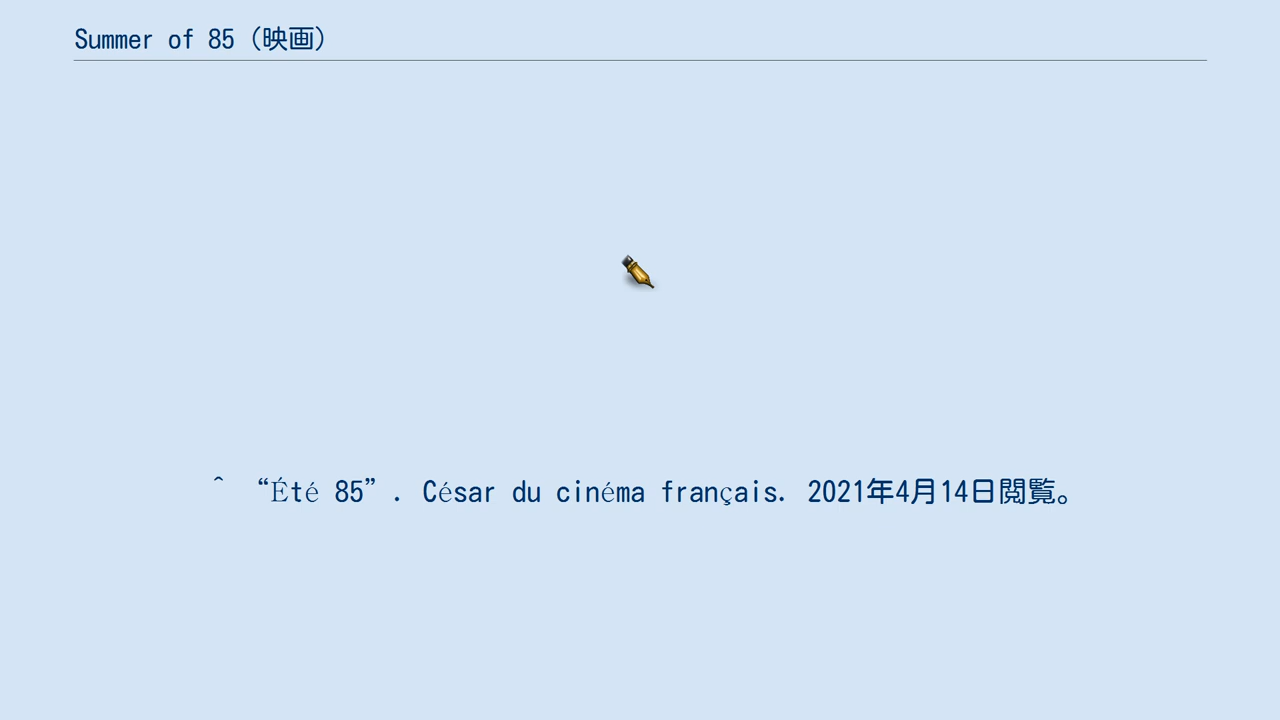 Summer of 85（映画）
^ “Été 85”. César du cinéma français. 2021年4月14日閲覧。